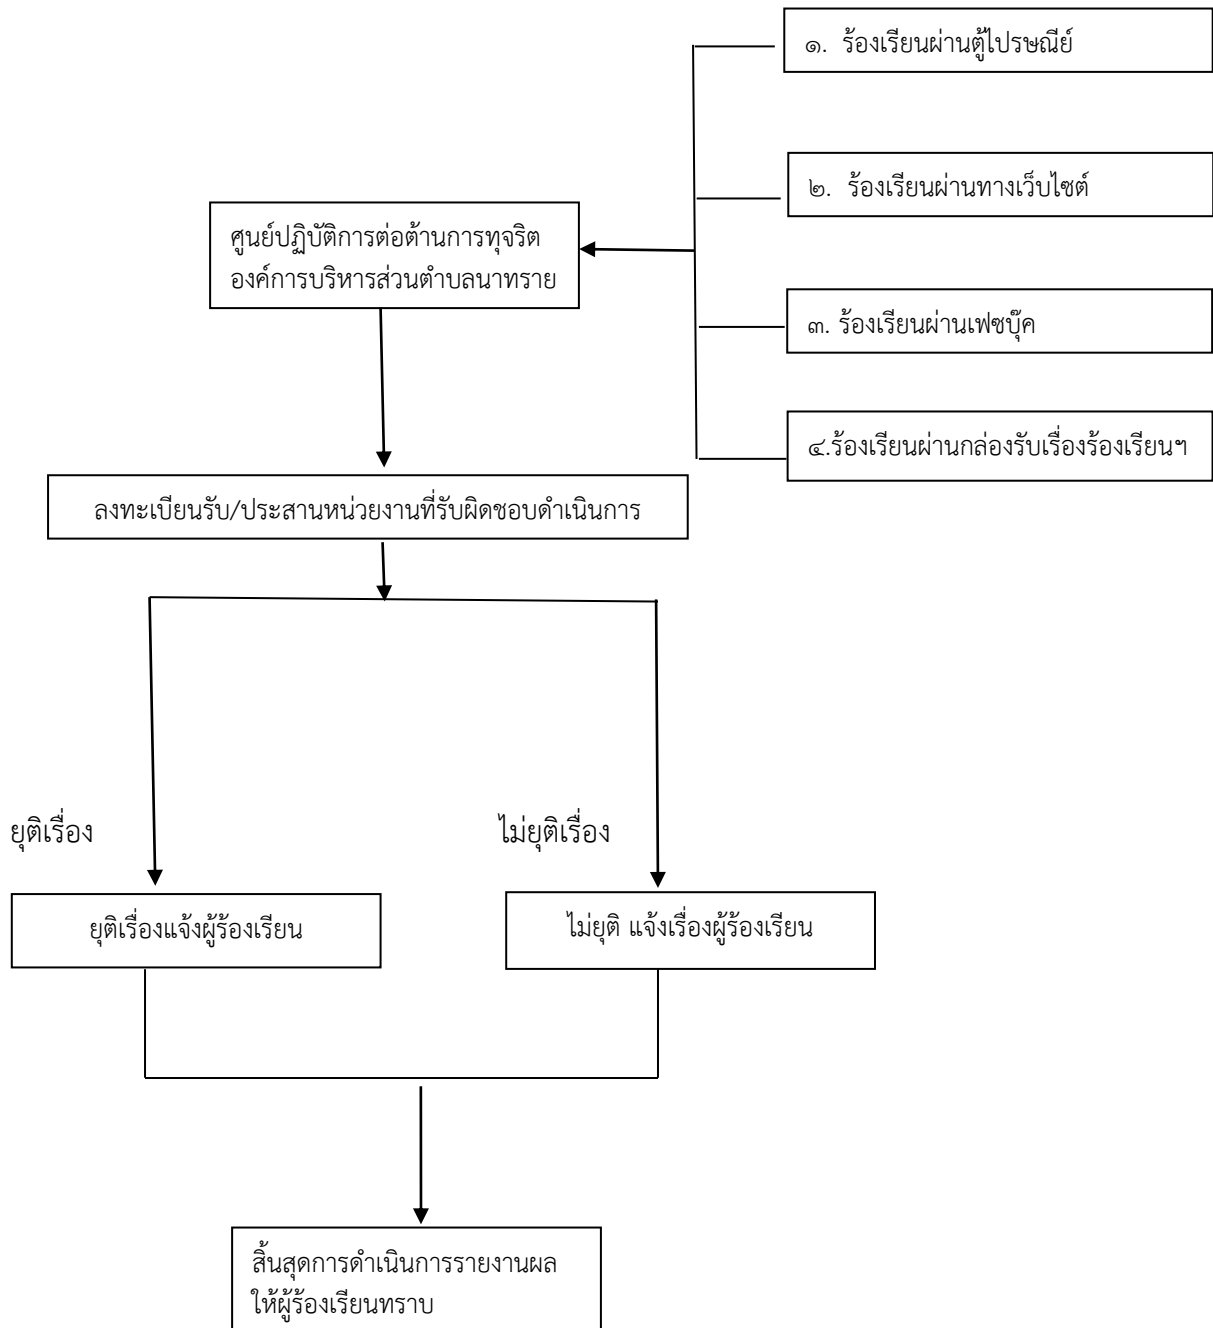 ๑. ร้องเรียนผ่านตู้ไปรษณีย์
๒. ร้องเรียนผ่านทางเว็บไซต์
ศูนย์ปฏิบัติการต่อต้านการทุจริต
องค์การบริหารส่วนตำบลนาทราย
๓. ร้องเรียนผ่านเฟซบุ๊ค
๔.ร้องเรียนผ่านกล่องรับเรื่องร้องเรียนฯ
ลงทะเบียนรับ/ประสานหน่วยงานที่รับผิดชอบดำเนินการ
ยุติเรื่อง
ไม่ยุติเรื่อง
ยุติเรื่องแจ้งผู้ร้องเรียน
ไม่ยุติ แจ้งเรื่องผู้ร้องเรียน
สิ้นสุดการดำเนินการรายงานผล
ให้ผู้ร้องเรียนทราบ